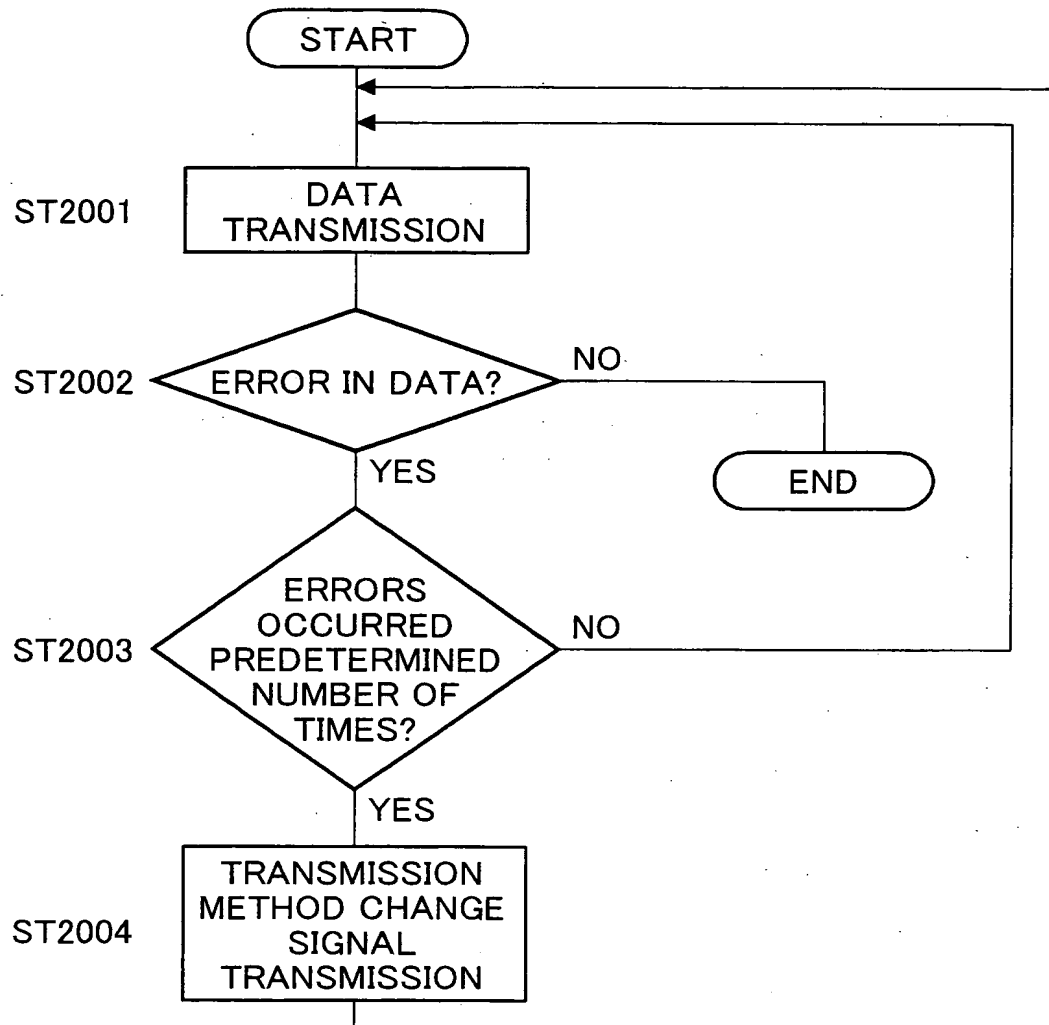 START
ST2001
DATA
TRANSMISSION
ST2002
ERROR IN DATA?
NO
YES
END
ST2003
ERRORS
OCCURRED
PREDETERMINED
NUMBER OF
TIMES?
NO
YES
ST2004
TRANSMISSION
METHOD CHANGE
SIGNAL
TRANSMISSION